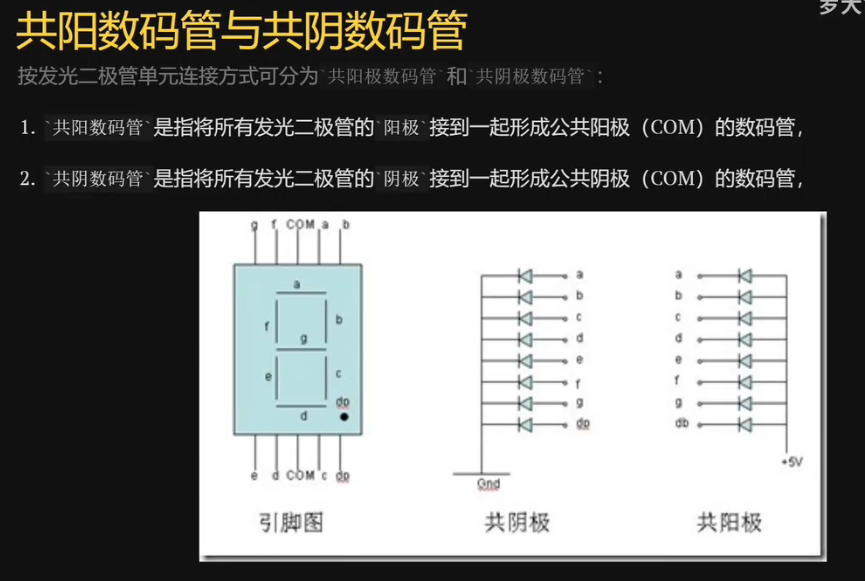 罗大
共阳数码管与共阴数码管
按发光二极管单元连接方式可分为`共阳极数码管`和`共阴极数码管`:
1. `共阳数码管`是指将所有发光二极管的`阳极`接到一起形成公共阳极（COM）的数码管，
2. `共阴数码管`是指将所有发光二极管的`阴极`接到一起形成公共阴极（COM）的数码管，
g f COM a b
a
f b
g
e c
dp
d
e d COM c dp
引脚图
a
b
c
d
e
f
g
dp
Gnd
共阴极
a
b
c
d
e
f
g
db
+5V
共阳极